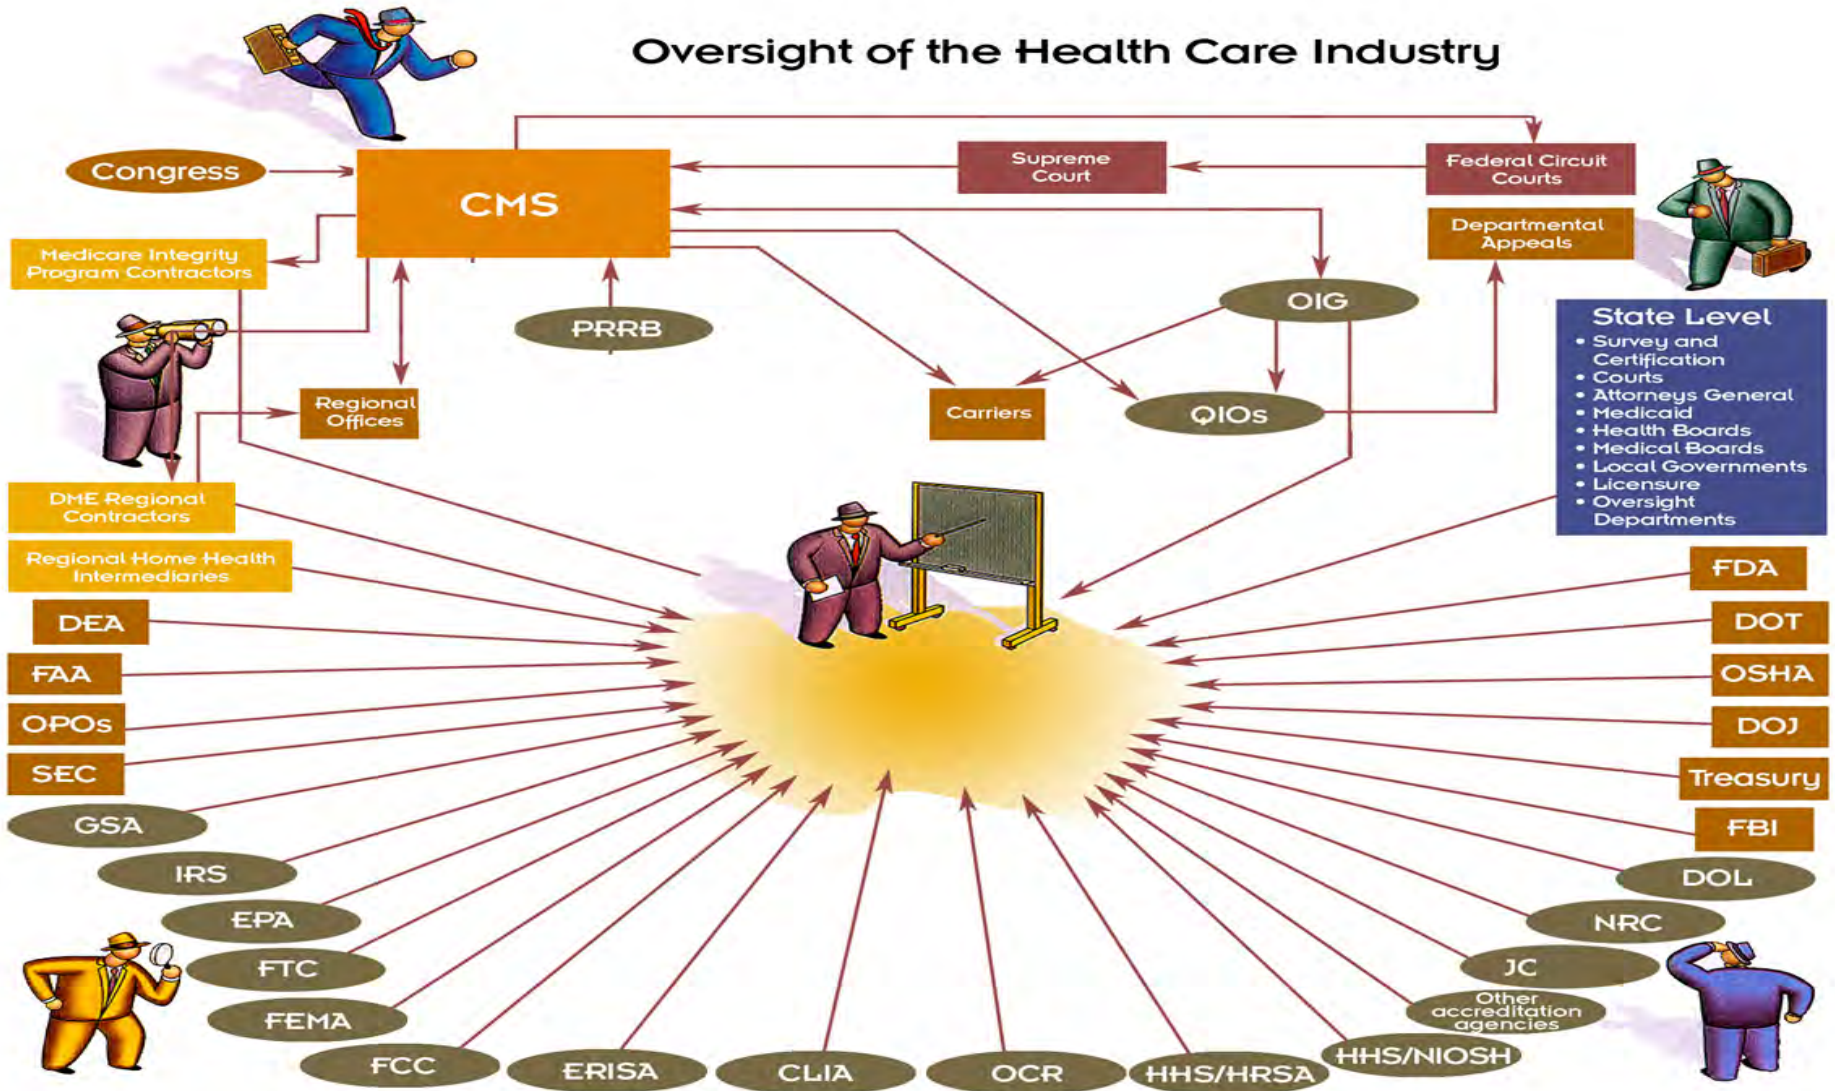 Oversight of the Health Care Industry
Congress
CMS
Supreme
Court
Federal Circuit
Courts
Departmental
Appeals
Medicare Integrity
Program Contractors
PRRB
OIG
State Level
• Survey and
Certification
• Courts
• Attorneys General
• Medicaid
• Health Boards
• Medical Boards
• Local Governments
• Licensure
• Oversight
Departments
Regional
Offices
Carriers
QIOs
DME Regional
Contractors
Regional Home Health
Intermediaries
DEA
FAA
OPOs
SEC
GSA
IRS
EPA
FTC
FEMA
FCC
ERISA
CLIA
OCR
HHS/HRSA
HHS/NIOSH
Other
accreditation
agencies
JC
NRC
DOL
FBI
Treasury
DOJ
OSHA
DOT
FDA